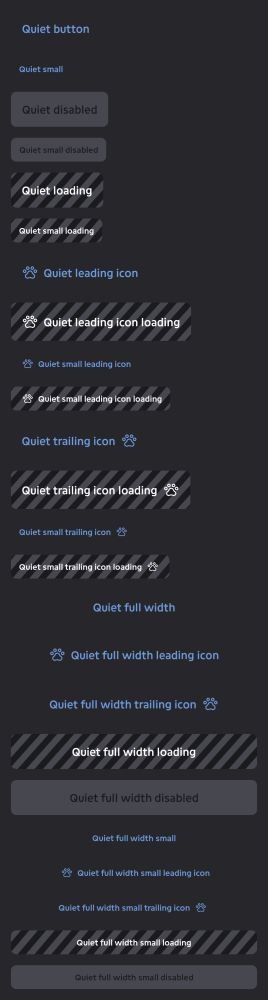 Quiet button
Quiet small
Quiet disabled
Quiet small disabled
Quiet loading
Quiet small loading
Quiet leading icon
Quiet leading icon loading
Quiet small leading icon
Quiet small leading icon loading
Quiet trailing icon
Quiet trailing icon loading
Quiet small trailing icon
Quiet small trailing icon loading
Quiet full width
Quiet full width leading icon
Quiet full width trailing icon
Quiet full width loading
Quiet full width disabled
Quiet full width small
Quiet full width small leading icon
Quiet full width small trailing icon
Quiet full width small loading
Quiet full width small disabled